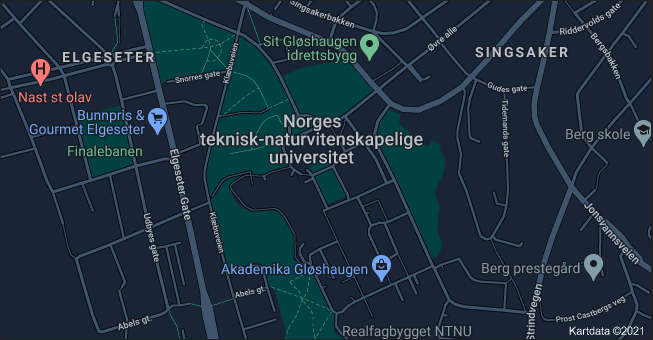 Singsakerbakken
Riddervolds gate
Bergsbakken
Sit Gløshaugen
idrettsbygg
Øvre alle
SINGSAKER
ELGESETER
Klæbuveien
Snorres gate
H
Nast st olav
Gudes gate
Tidemands gate
Bunnpris &
Gourmet Elgeseter
Finalebanen
Norges
teknisk-naturvitenskapelige
universitet
Berg skole
Elgeseter Gate
Udbyes gate
Klæbuveien
Jonsvannsveien
Akademika Gløshaugen
Berg prestegård
Abels gt.
Abels gt.
Strindvegen
Prost Castbergs veg
Realfagbygget NTNU
Kartdata ©2021